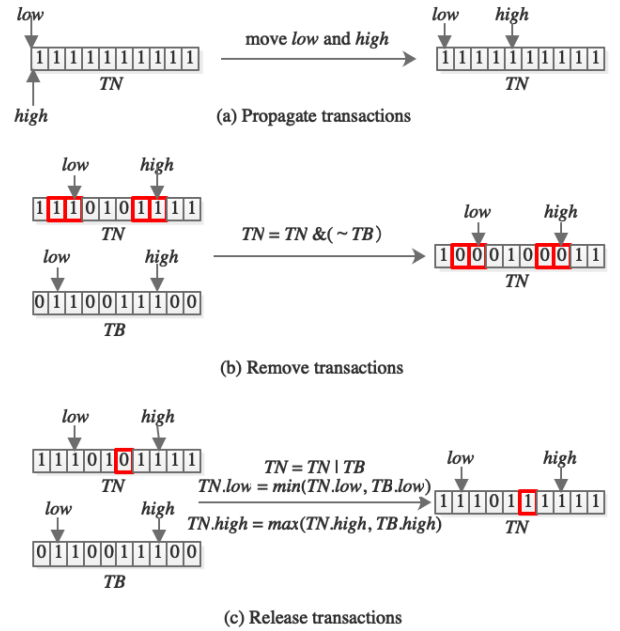 low
low
high
1 1 1 1 1 1 1 1 1 1
move low and high
1 1 1 1 1 1 1 1 1 1
TN
TN
high
(a) Propagate transactions
low
high
1 1 1 0 1 0 1 1 1 1
TN
low
high
0 1 1 0 0 1 1 1 0 0
TB
TN = TN &(~ TB)
low
high
1 0 0 0 1 0 0 0 1 1
TN
(b) Remove transactions
low
high
1 1 1 0 1 0 1 1 1 1
TN
low
high
0 1 1 0 0 1 1 1 0 0
TB
TN = TN | TB
TN.low = min(TN.low, TB.low)
TN.high = max(TN.high, TB.high)
low
high
1 1 1 0 1 1 1 1 1 1
TN
(c) Release transactions